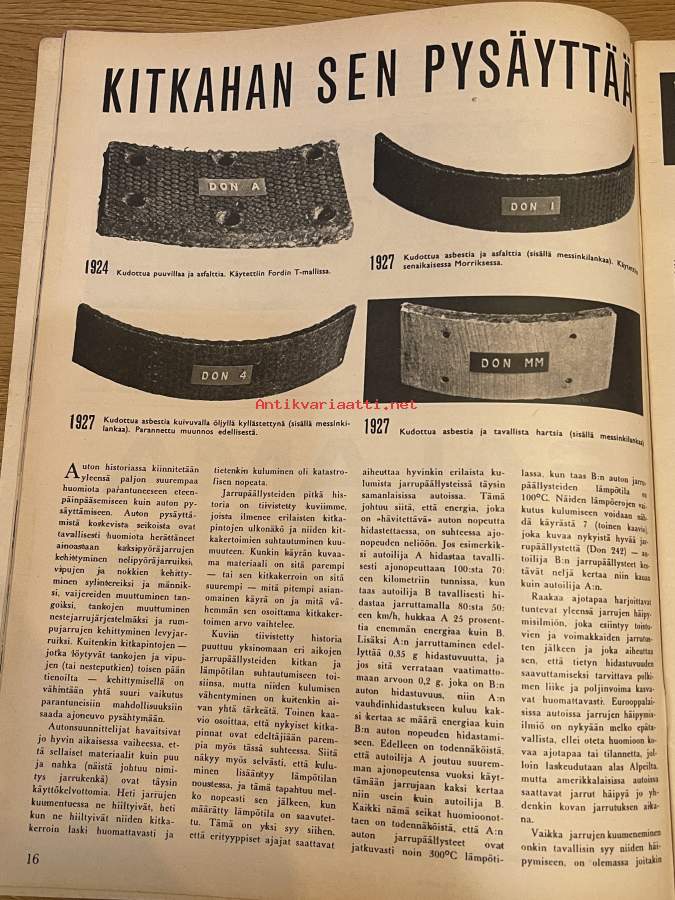 KITKAHAN SEN PYSÄYTTÄÄ
DON A
DON 1
1924 Kudottua puuvillaa ja asfalttia. Käytettiin Fordin T-mallissa.
1927 Kudottua asbestia ja asfalttia (sisällä messinkilankaa). Käytettiin
senaikaisessa Morriksessa.
DON 4
DON MM
Antikvariaatti.net
1927 Kudottua asbestia kuivuvalla öljyllä kyllästettynä (sisällä messinki-
lankaa). Parannettu muunnos edellisestä.
1927 Kudottua asbestia ja tavallista hartsia (sisällä messinkilankaa)
Auton historiassa kiinnitetään
yleensä paljon suurempaa
huomiota parantuneeseen eteen-
päinpääsemiseen kuin auton py-
säyttämiseen. Auton pysäyttä-
mistä koskevista seikoista ovat
tavallisesti huomiota herättäneet
ainoastaan kaksipyöräjarrujen
kehittyminen nelipyöräjarruiksi,
vipujen ja nokkien kehitty-
minen sylintereiksi ja männik-
si, vaijereiden muuttuminen tan-
goiksi, tankojen muuttuminen
nestejarrujärjestelmäksi ja rum-
pujarrujen kehittyminen levyjar-
ruiksi. Kuitenkin kitkapintojen —
jotka löytyvät tankojen ja vipu-
jen (tai nesteputkien) toisen pään
tienoilta — kehittymisellä on
vähintään yhtä suuri vaikutus
parantuneisiin mahdollisuuksiin
saada ajoneuvo pysähtymään.
Autonsuunnittelijat havaitsivat
jo hyvin aikaisessa vaiheessa, et-
tä sellaiset materiaalit kuin puu
ja nahka (näistä johtuu nimi-
tys jarrukenkä) ovat täysin
käyttökelvottomia. Heti jarrujen
kuumentuessa ne hiiltyivät, heti
kun ne hiiltyivät niiden kitka-
kerroin laski huomattavasti ja
tietenkin kuluminen oli katastro-
fisen nopeata.
Jarrupäällysteiden pitkä his-
toria on tiivistetty kuviimme,
joista ilmenee erilaisten kitka-
pintojen ulkonäkö ja niiden kit-
kakertoimien suhtautuminen kuu-
muuteen. Kunkin käyrän kuvaa-
ma materiaali on sitä parempi
— tai sen kitkakerroin on sitä
suurempi — mitä pitempi asian-
omainen käyrä on ja mitä vä-
hemmän sen osoittama kitkaker-
toimen arvo vaihtelee.
Kuviin tiivistetty historia
puuttuu yksinomaan eri aikojen
jarrupäällysteiden kitkan ja
lämpötilan suhtautumiseen toi-
siinsa, mutta niiden kulumisen
vähentyminen on kuitenkin ai-
van yhtä tärkeätä. Toinen kaa-
vio osoittaa, että nykyiset kitka-
pinnat ovat edeltäjiään parem-
pia myös tässä suhteessa. Siitä
näkyy myös selvästi, että kulu-
minen lisääntyy lämpötilan
noustessa, ja tämä tapahtuu mel-
ko nopeasti sen jälkeen, kun
määrätty lämpötila on saavutet-
tu. Tämä on yksi syy siihen,
että erityyppiset ajajat saattavat
aiheuttaa hyvinkin erilaista ku-
lumista jarrupäällysteissä täysin
samanlaisissa autoissa. Tämä
johtuu siitä, että energia, joka
on »hävitettävä» auton nopeutta
hidastettaessa, on suhteessa ajo-
nopeuden neliöön. Jos esimerkik-
si autoilija A hidastaa tavalli-
sesti ajonopeuttaan 100:sta 70:
een kilometriin tunnissa, kun
taas autoilija B tavallisesti hi-
dastaa jarruttamalla 80:sta 50:
een km/h, hukkaa A 25 prosent-
tia enemmän energiaa kuin B.
Lisäksi A:n jarruttaminen edel-
lyttää 0,35 g hidastuvuutta, ja
jos sitä verrataan vaatimatto-
maan arvoon 0,2 g, joka on B:n
auton hidastuvuus, niin A:n
vauhdinhidastukseen kuluu kak-
si kertaa se määrä energiaa kuin
B:n auton nopeuden hidastami-
seen. Edelleen on todennäköistä,
että autoilija A joutuu suurem-
man ajonopeutensa vuoksi käyt-
tämään jarrujaan kaksi kertaa
niin usein kuin autoilija B.
Kaikki nämä seikat huomioonot-
taen on todennäköistä, että A:n
auton jarrupäällysteet ovat
jatkuvasti noin 300°C lämpöti-
lassa, kun taas B:n auton jarru-
päällysteiden lämpötila on
100°C. Näiden lämpöerojen vai-
kutus kulumiseen voidaan näh-
dä käyrästä 7 (toinen kaavio),
joka kuvaa nykyistä hyvää jar-
rupäällystettä (Don 242) — au-
toilija B:n jarrupäällysteet kes-
tävät neljä kertaa niin kauan
kuin autoilija A:n.
Raakaa ajotapaa harjoittavat
tuntevat yleensä jarrujen häipy-
misilmiön, joka esiintyy toistu-
vien ja voimakkaiden jarrutus-
ten jälkeen ja joka aiheuttaa
sen, että tietyn hidastuvuuden
saavuttamiseksi tarvittava polki-
men liike ja poljinvoima kasva-
vat huomattavasti. Eurooppalai-
sissa autoissa jarrujen häipymis-
ilmiö on nykyään melko epäta-
vallista, ellei oteta huomioon ko-
vaa ajotapaa tai tilannetta, jol-
loin laskeudutaan alas Alpeilta,
mutta amerikkalaisissa autoissa
saattavat jarrut häipyä jo yh-
denkin kovan jarrutuksen aika-
na.
Vaikka jarrujen kuumeneminen
onkin tavallisin syy niiden häi-
pymiseen, on olemassa joitakin
16